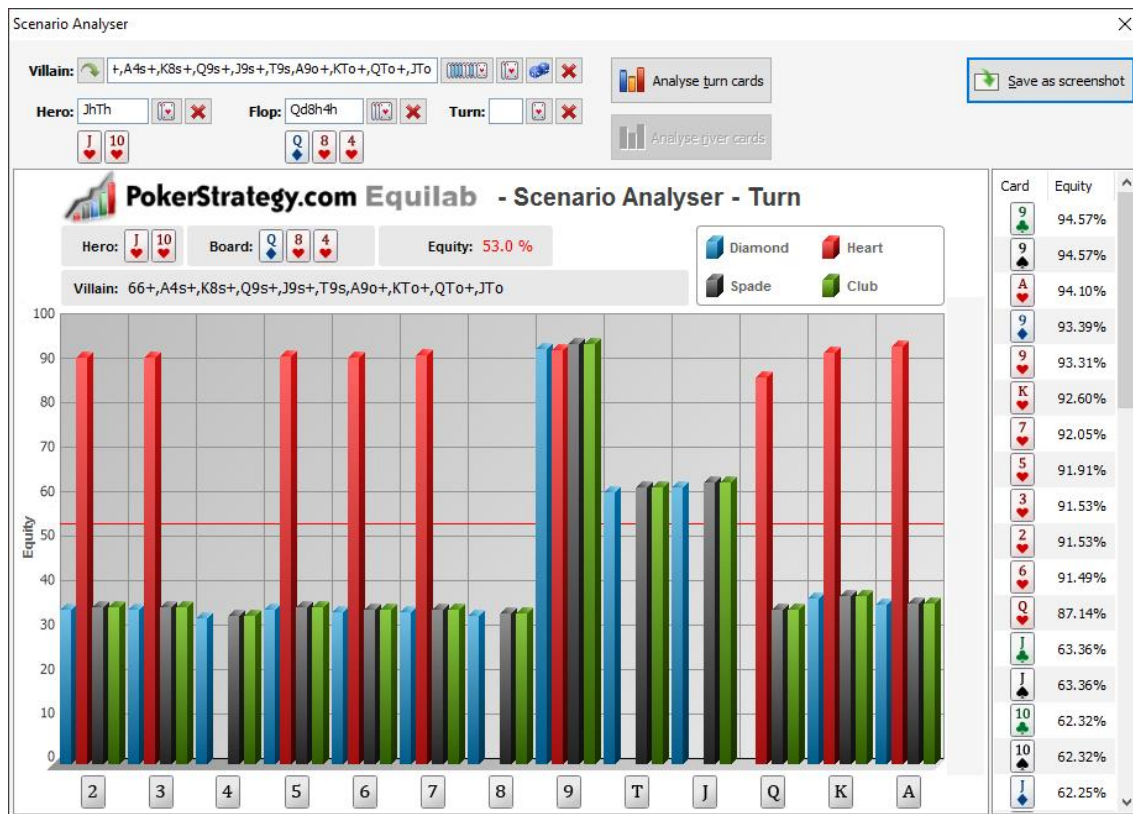 Scenario Analyser
Villain: +,A4s+,K8s+,Q9s+,J9s+,T9s,A9o+,KTo+,QTo+,JTo
Analyse turn cards
Save as screenshot
Hero: JhTh Flop: Qd8h4h Turn:
Analyse river cards
J 10 Q 8 4
PokerStrategy.com Equilab - Scenario Analyser - Turn
Hero: J 10 Board: Q 8 4 Equity: 53.0 %
Diamond Heart
Spade Club
Villain: 66+,A4s+,K8s+,Q9s+,J9s+,T9s,A9o+,KTo+,QTo+,JTo
Equity
100
90
80
70
60
50
40
30
20
10
0
2 3 4 5 6 7 8 9 T J Q K A
Card Equity
9 94.57%
9 94.57%
A 94.10%
9 93.39%
9 93.31%
K 92.60%
7 92.05%
5 91.91%
3 91.53%
2 91.53%
6 91.49%
Q 87.14%
J 63.36%
J 63.36%
10 62.32%
10 62.32%
J 62.25%